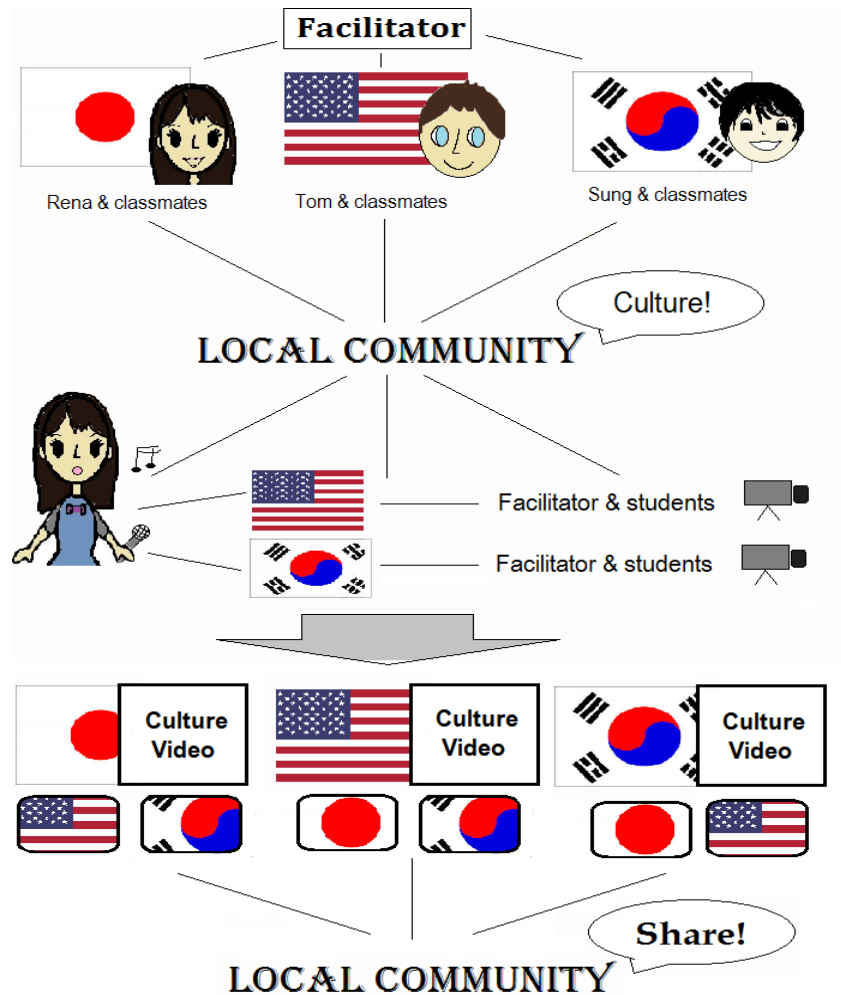 Facilitator
Rena & classmates
Tom & classmates
Sung & classmates
Culture!
LOCAL COMMUNITY
Facilitator & students
Facilitator & students
Culture
Video
Culture
Video
Culture
Video
Share!
LOCAL COMMUNITY